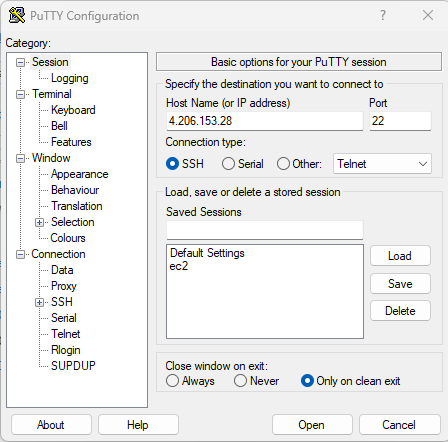 PuTTY Configuration
? ×
Category:
Session
Logging
Terminal
Keyboard
Bell
Features
Window
Appearance
Behaviour
Translation
Selection
Colours
Connection
Data
Proxy
SSH
Serial
Telnet
Rlogin
SUPDUP
Basic options for your PuTTY session
Specify the destination you want to connect to
Host Name (or IP address) Port
4.206.153.28 22
Connection type:
SSH Serial Other: Telnet
Load, save or delete a stored session
Saved Sessions
Default Settings
ec2
Load
Save
Delete
Close window on exit:
Always Never Only on clean exit
About Help Open Cancel